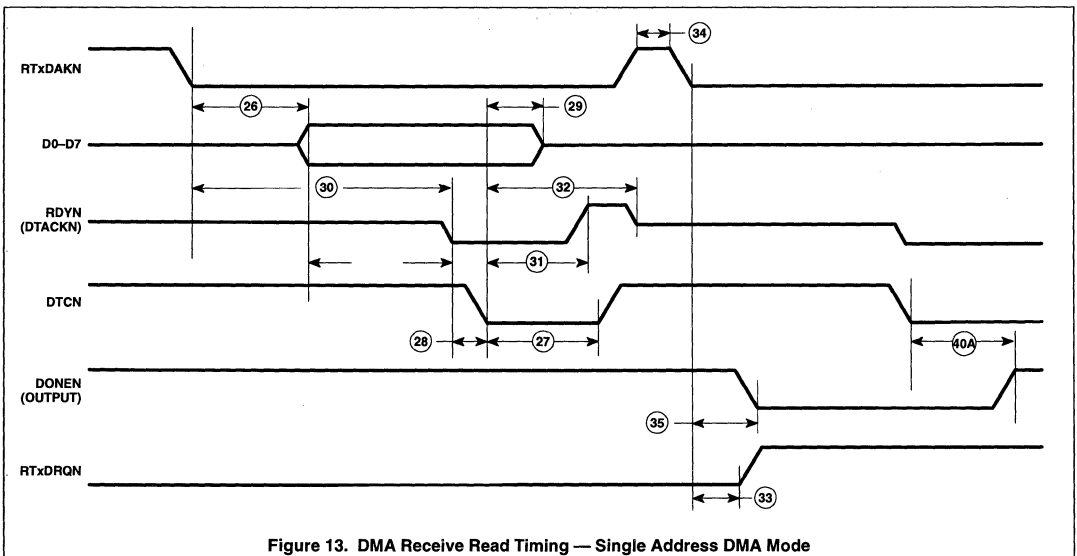 34
RTxDAKN
26
29
D0–D7
30
32
RDYN
(DTACKN)
31
DTCN
28
27
40A
DONEN
(OUTPUT)
35
RTxDRQN
33
Figure 13. DMA Receive Read Timing — Single Address DMA Mode